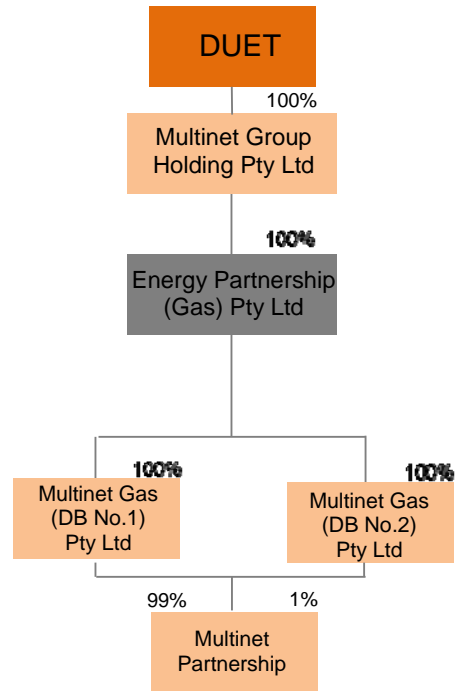 DUET
100%
Multinet Group
Holding Pty Ltd
100%
Energy Partnership
(Gas) Pty Ltd
100%
Multinet Gas
(DB No.1)
Pty Ltd
100%
Multinet Gas
(DB No.2)
Pty Ltd
99%
1%
Multinet
Partnership